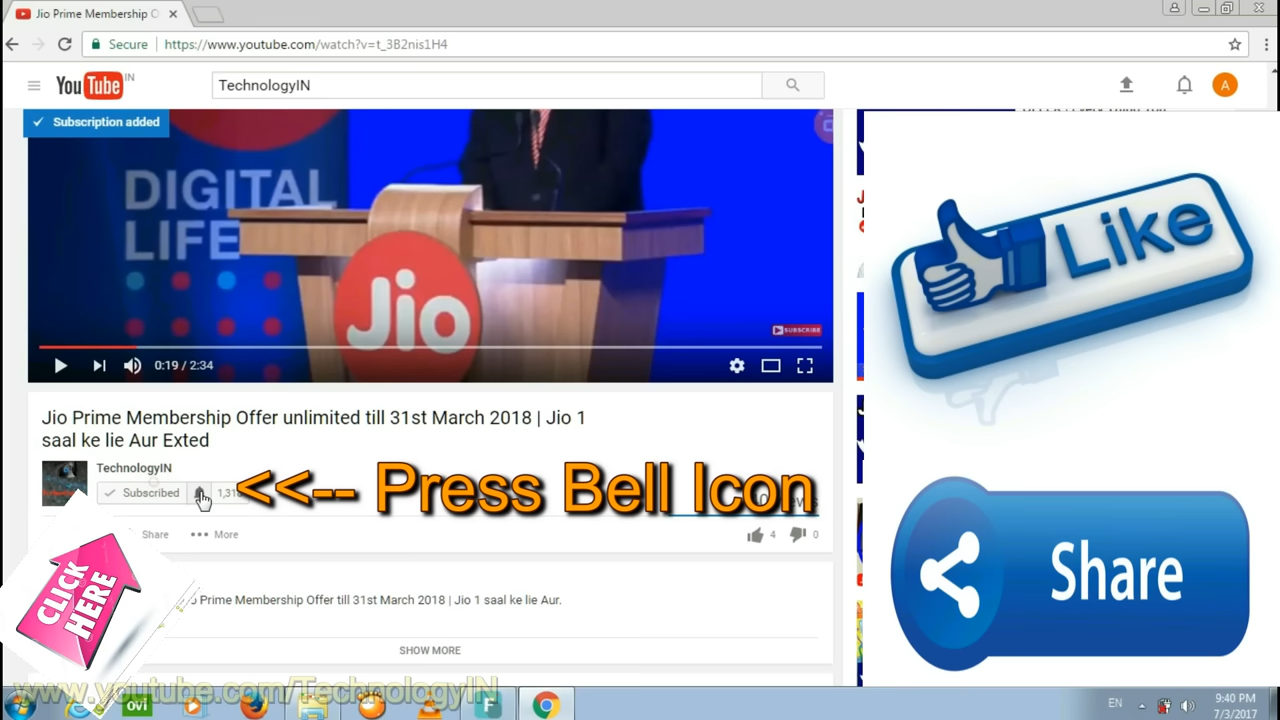 Jio Prime Membership O
Secure
https://www.youtube.com/watch?v=t_3B2nis1H4
YouTube IN
TechnologyIN
A
Subscription added
DIGITAL
LIFE
Jio
SUBSCRIBE
0:19 / 2:34
Like
Jio Prime Membership Offer unlimited till 31st March 2018 | Jio 1
saal ke lie Aur Exted
TechnologyIN
Subscribed
<<-- Press Bell Icon
Share
More
4
0
CLICK
HERE
Share
Prime Membership Offer till 31st March 2018 | Jio 1 saal ke lie Aur.
SHOW MORE
www.youtube.com/TechnologyIN
ovi
F
EN
9:40 PM
7/3/2017